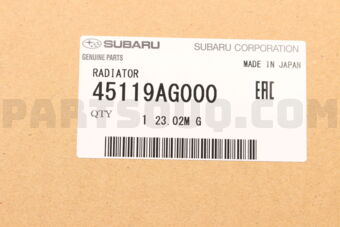 SUBARU SUBARU CORPORATION
GENUINE PARTS MADE IN JAPAN
RADIATOR
45119AG000 EAC
QTY
1 23.02M G
PARTSOUQ.COM